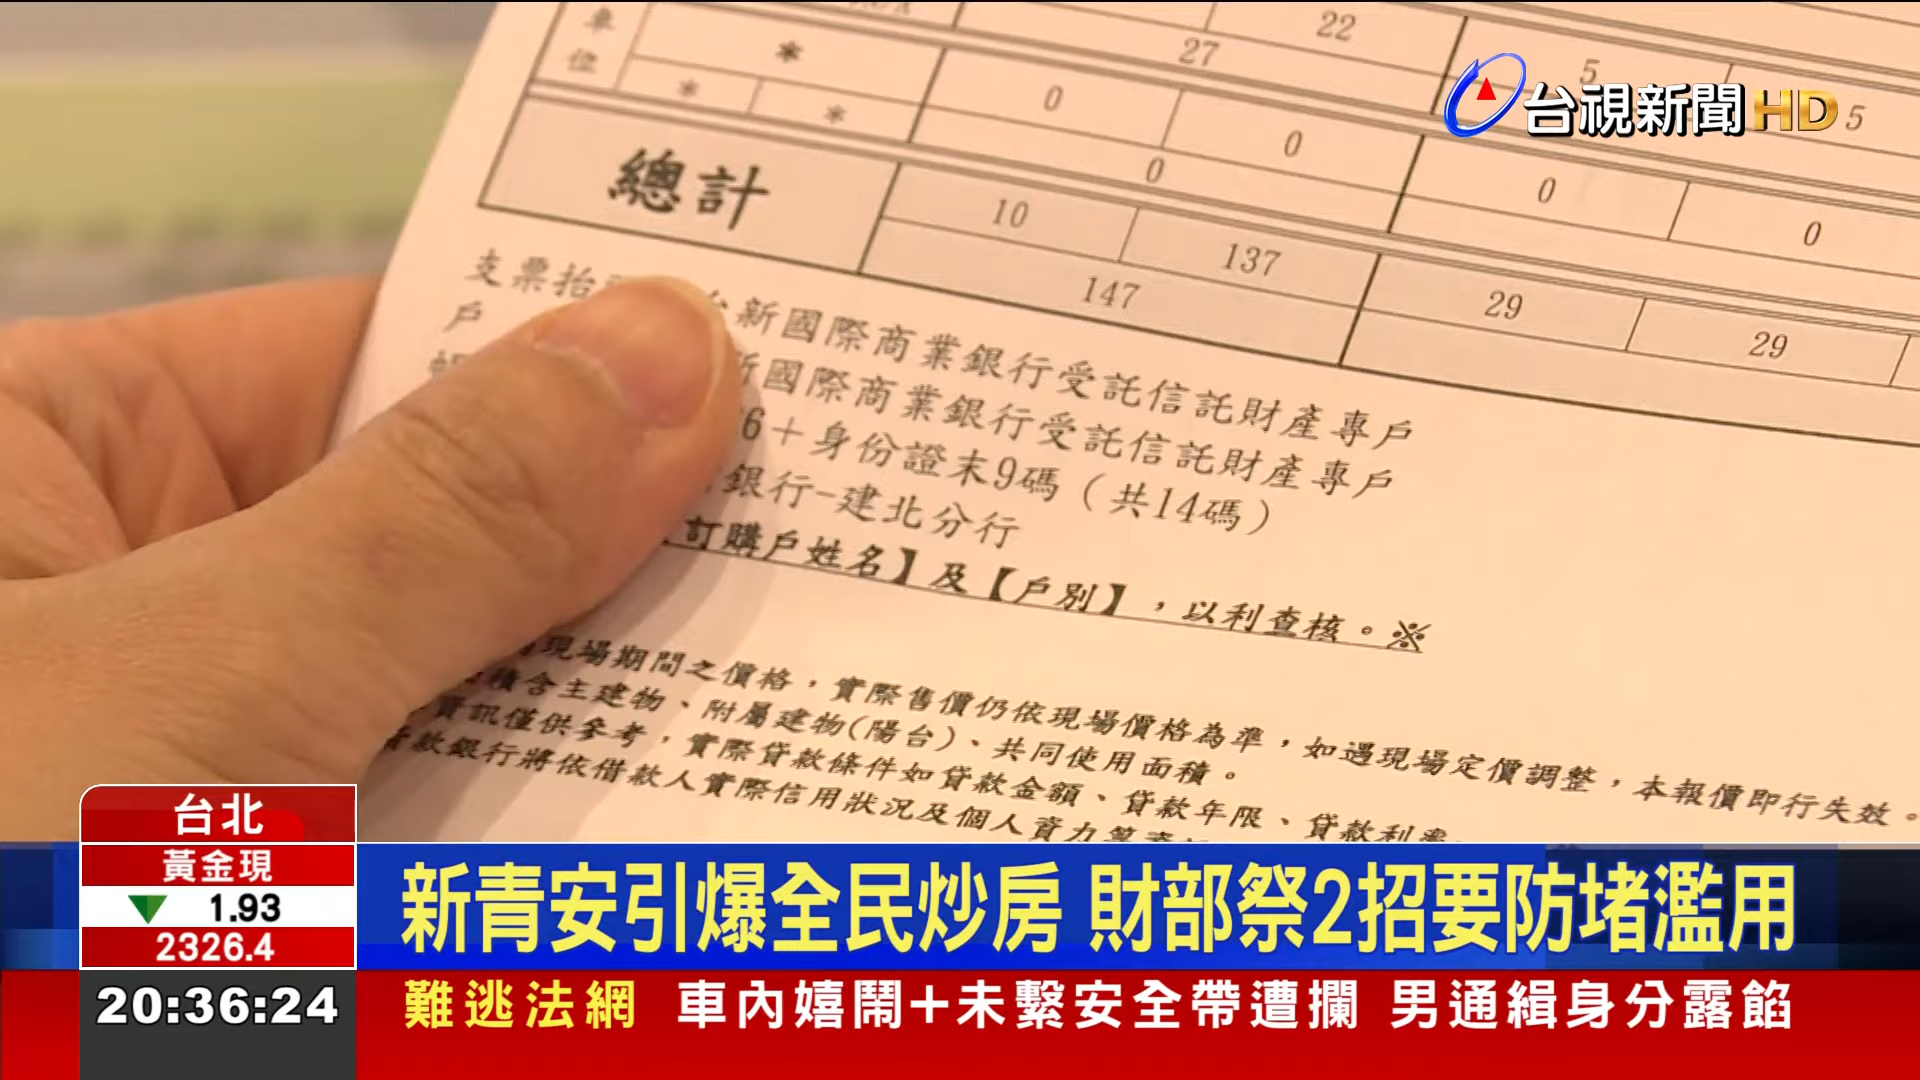 22
27
5
5
車位
*
*
*
0
0
0
0
0
總計
10
137
147
29
29
台視新聞HD
支票抬 台新國際商業銀行受託信託財產專戶
戶 新國際商業銀行受託信託財產專戶
6+身份證末9碼(共14碼)
銀行-建北分行
訂購戶姓名】及【戶別】,以利查核。※
現場期間之價格,實際售價仍依現場價格為準,如遇現場定價調整,本報價即行失效。
積含主建物、附屬建物(陽台)、共同使用面積。
資訊僅供參考,實際貸款條件如貸款金額、貸款年限、貸款利
貸款銀行將依借款人實際信用狀況及個人資力
台北
黃金現
▼ 1.93
2326.4
20:36:24
新青安引爆全民炒房 財部祭2招要防堵濫用
難逃法網 車內嬉鬧+未繫安全帶遭攔 男通緝身分露餡